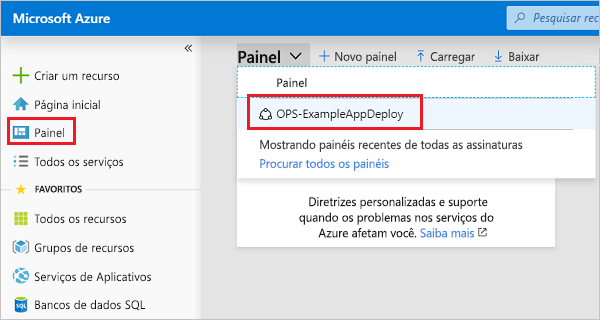 Microsoft Azure
Pesquisar rec
Criar um recurso
Página inicial
Painel
Todos os serviços
FAVORITOS
Todos os recursos
Grupos de recursos
Serviços de Aplicativos
Bancos de dados SQL
Painel
Novo painel
Carregar
Baixar
Painel
OPS-ExampleAppDeploy
Mostrando painéis recentes de todas as assinaturas
Procurar todos os painéis
Diretrizes personalizadas e suporte
quando os problemas nos serviços do
Azure afetam você. Saiba mais